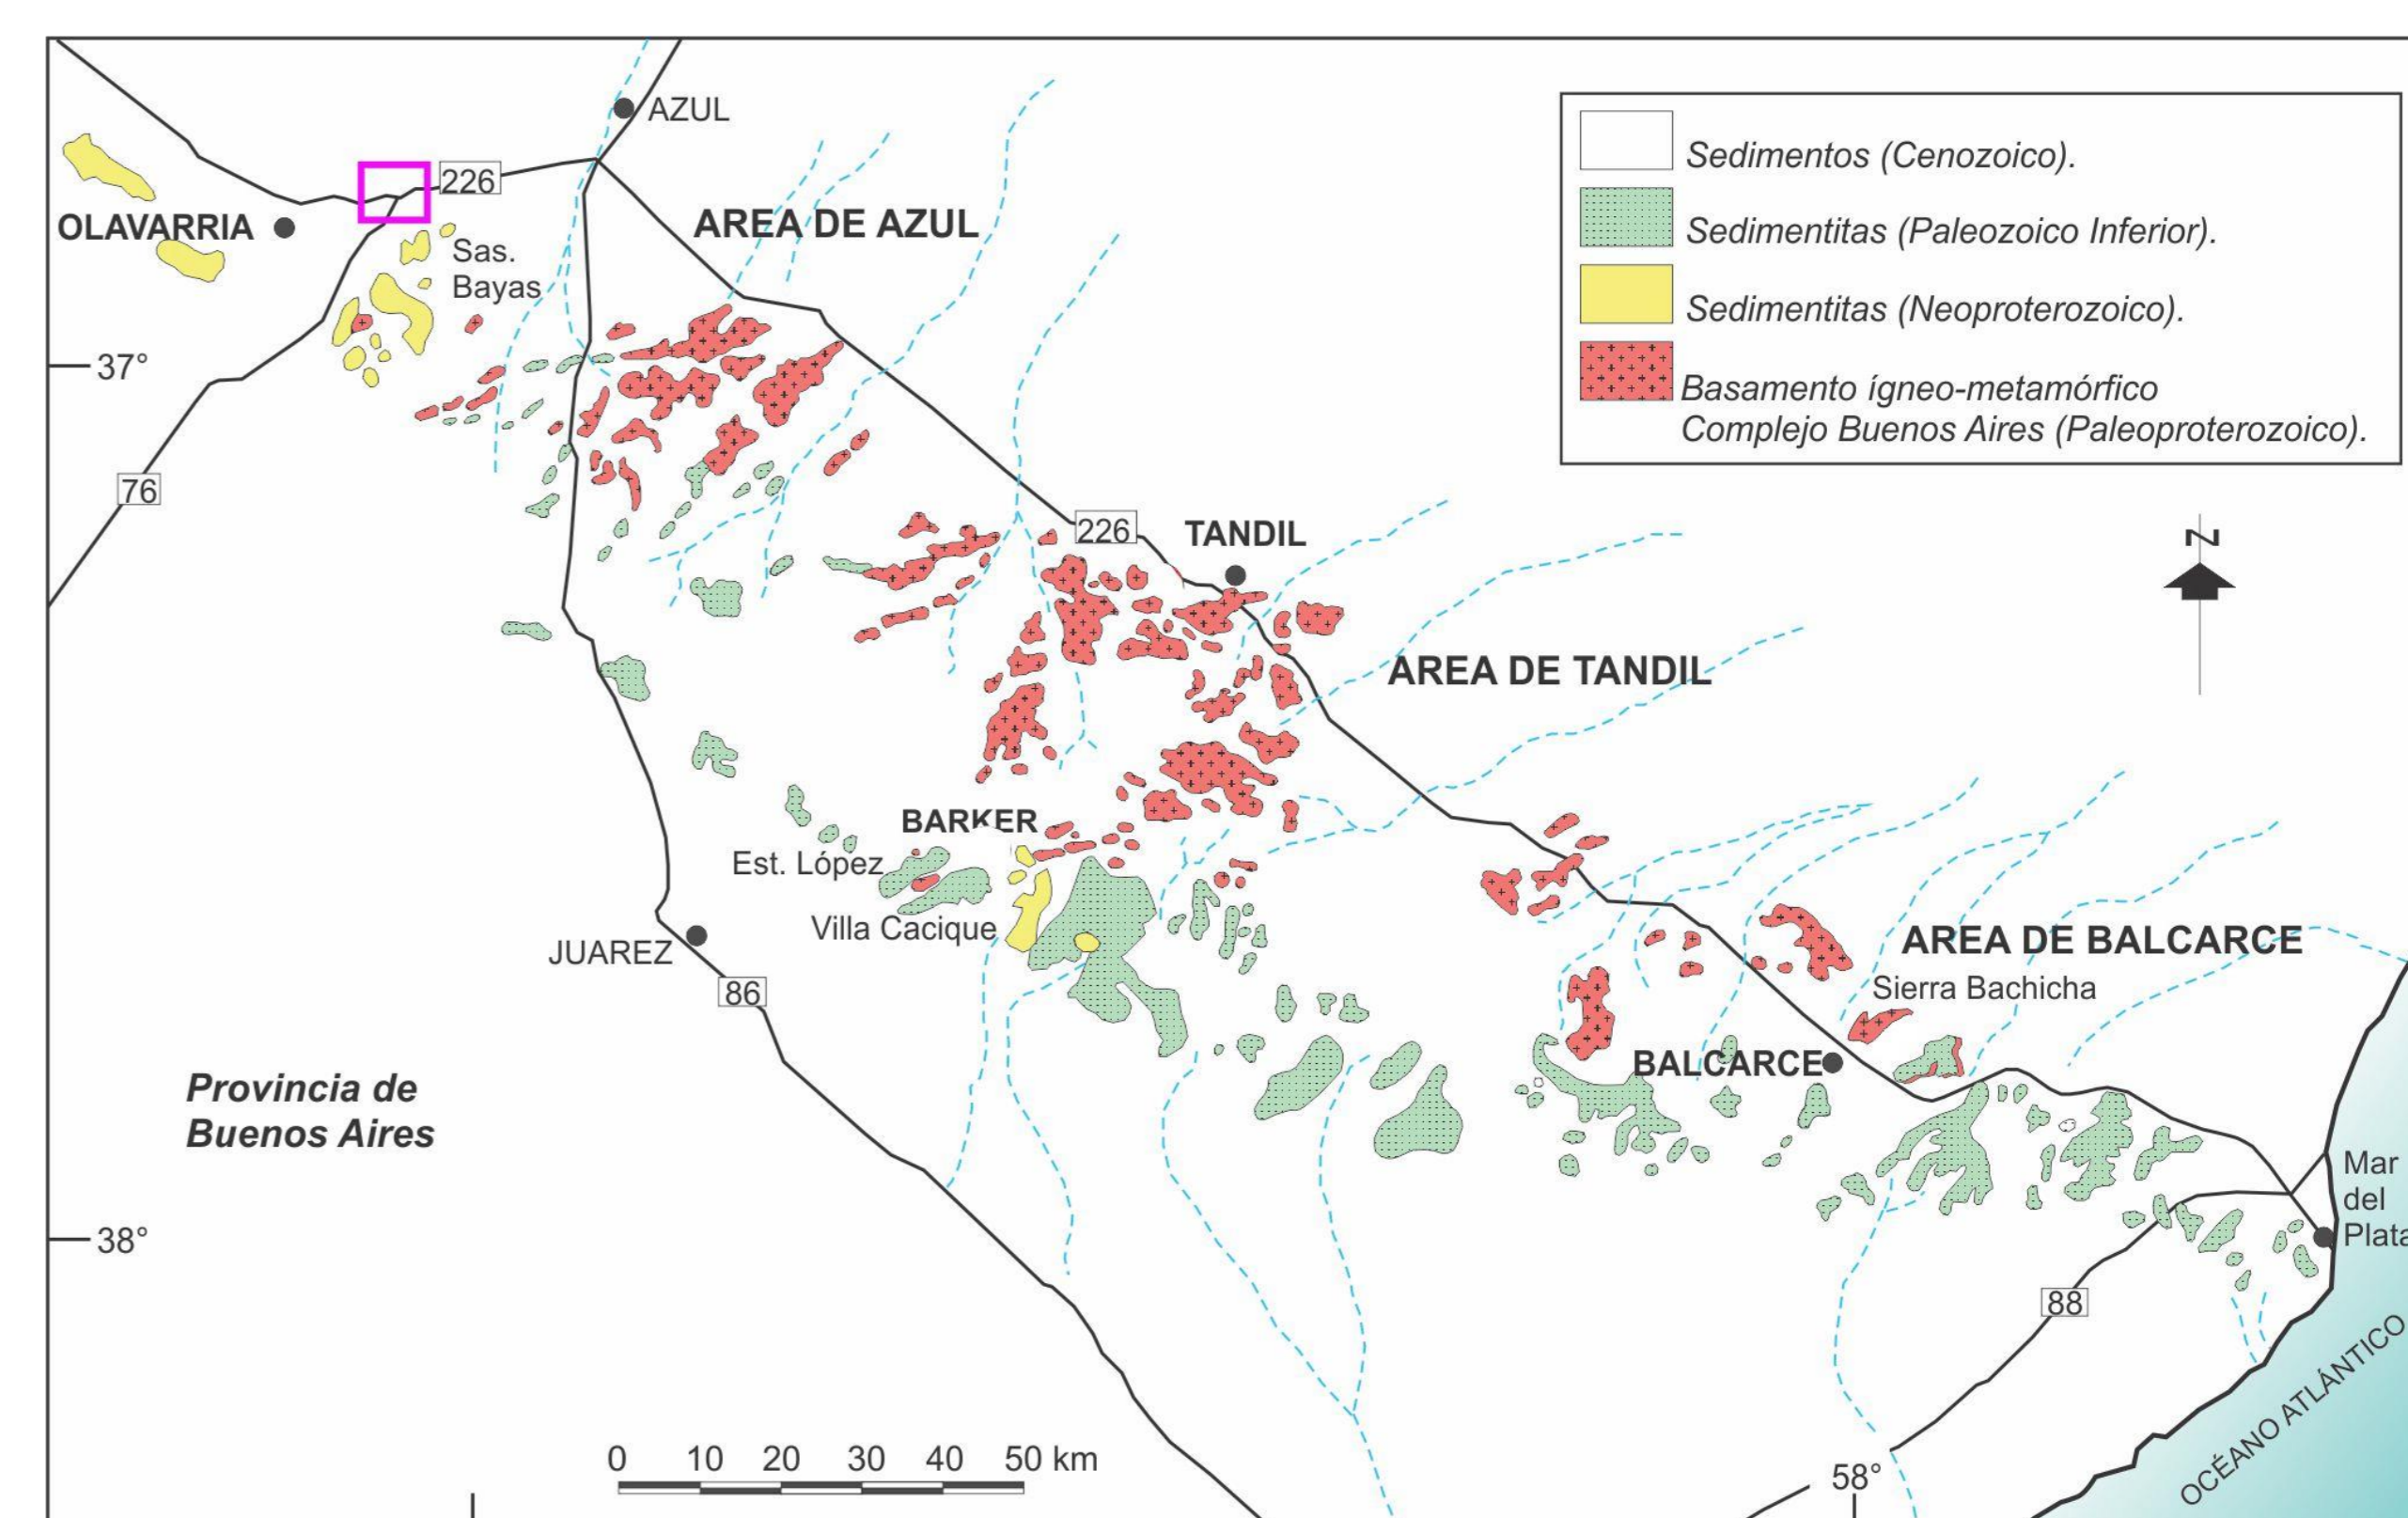 AZUL
226
OLAVARRIA
AREA DE AZUL
Sas.
Bayas
37°
76
Sedimentos (Cenozoico).
Sedimentitas (Paleozoico Inferior).
Sedimentitas (Neoproterozoico).
Basamento ígneo-metamórfico
Complejo Buenos Aires (Paleoproterozoico).
N
226
TANDIL
AREA DE TANDIL
BARKER
Est. López
Villa Cacique
JUAREZ
86
AREA DE BALCARCE
Sierra Bachicha
BALCARCE
Provincia de
Buenos Aires
Mar
del
Plata
38°
88
OCÉANO ATLÁNTICO
0 10 20 30 40 50 km
58°